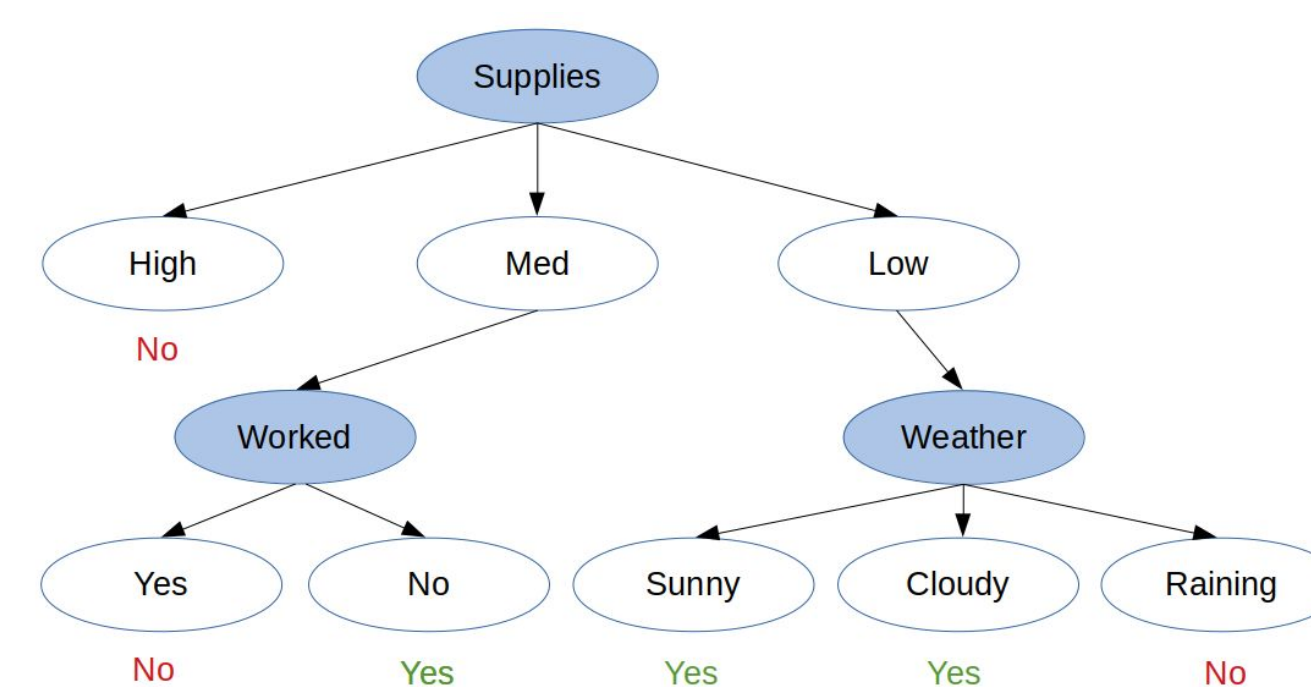 Supplies
High
Med
Low
No
Worked
Weather
Yes
No
Sunny
Cloudy
Raining
No
Yes
Yes
Yes
No